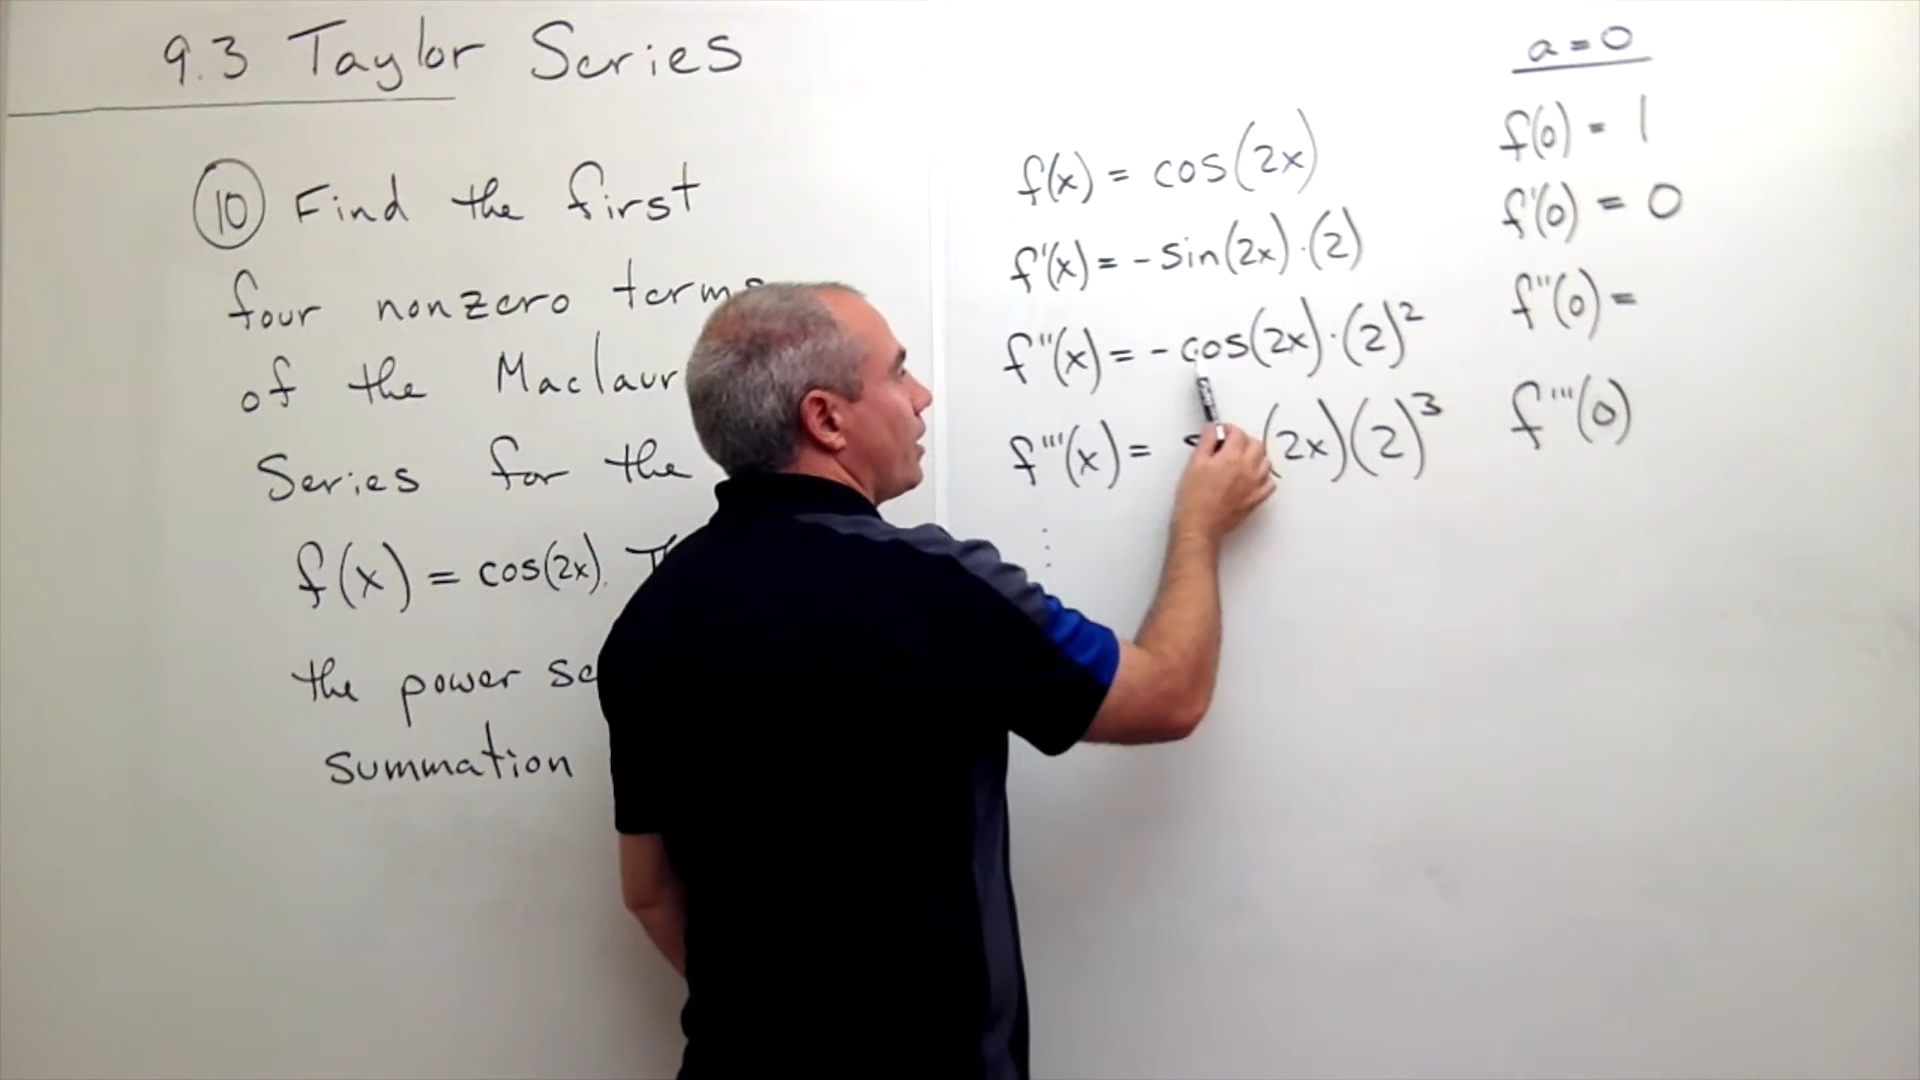 9.3 Taylor Series
10 Find the first
four nonzero terms
of the Maclaur
Series for the
f(x) = cos(2x). T
the power se
summation
f(x) = cos(2x)
f'(x) = -sin(2x)·(2)
f''(x) = -cos(2x)·(2)²
f'''(x) = (2x)(2)³
⋮
a=0
f(0) = 1
f'(0) = 0
f''(0) =
f'''(0)